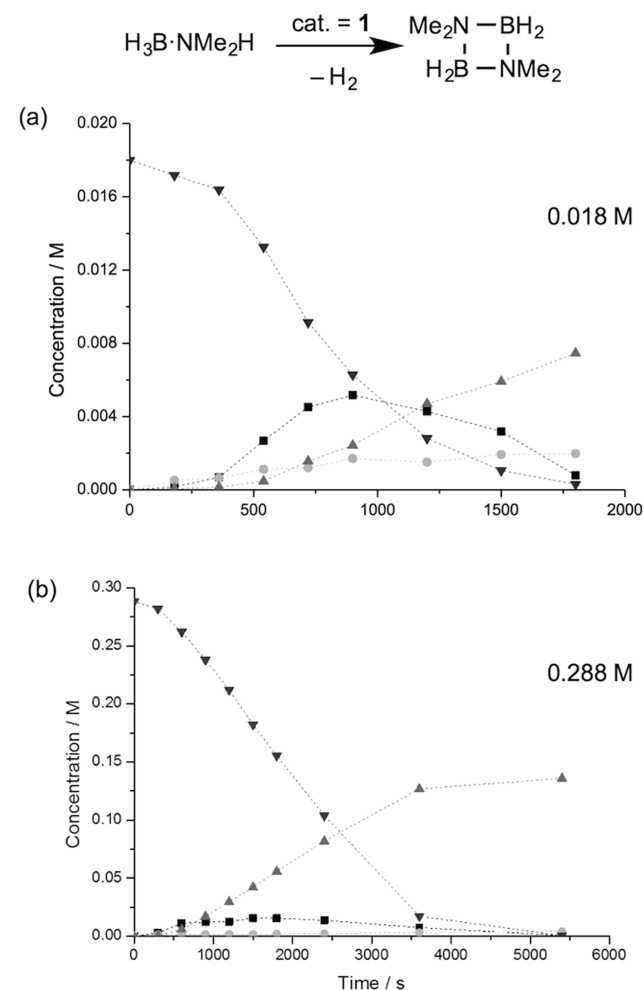 H₃B·NMe₂H
cat. = 1
– H₂
Me₂N – BH₂
H₂B – NMe₂
(a)
0.018 M
Concentration / M
0.020
0.016
0.012
0.008
0.004
0.000
0 500 1000 1500 2000
(b)
0.288 M
Concentration / M
0.30
0.25
0.20
0.15
0.10
0.05
0.00
0 1000 2000 3000 4000 5000 6000
Time / s